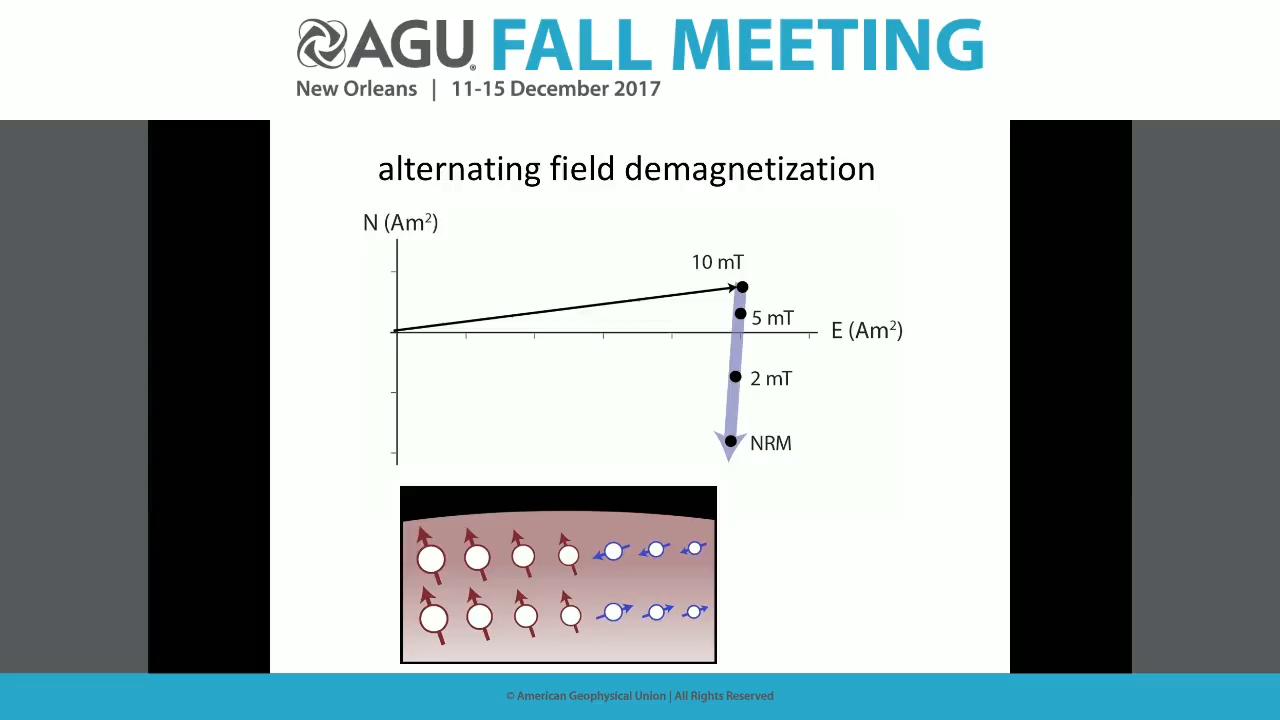 AGU FALL MEETING
New Orleans | 11-15 December 2017
alternating field demagnetization
N (Am²)
10 mT
5 mT
E (Am²)
2 mT
NRM
© American Geophysical Union | All Rights Reserved